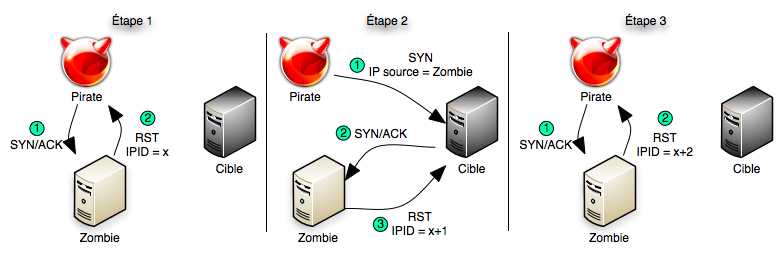 Étape 1
Pirate
1
2
SYN/ACK
RST
IPID = x
Cible
Zombie
Étape 2
1
SYN
IP source = Zombie
Pirate
2 SYN/ACK
Cible
3
RST
IPID = x+1
Zombie
Étape 3
Pirate
1
2
SYN/ACK
RST
IPID = x+2
Cible
Zombie